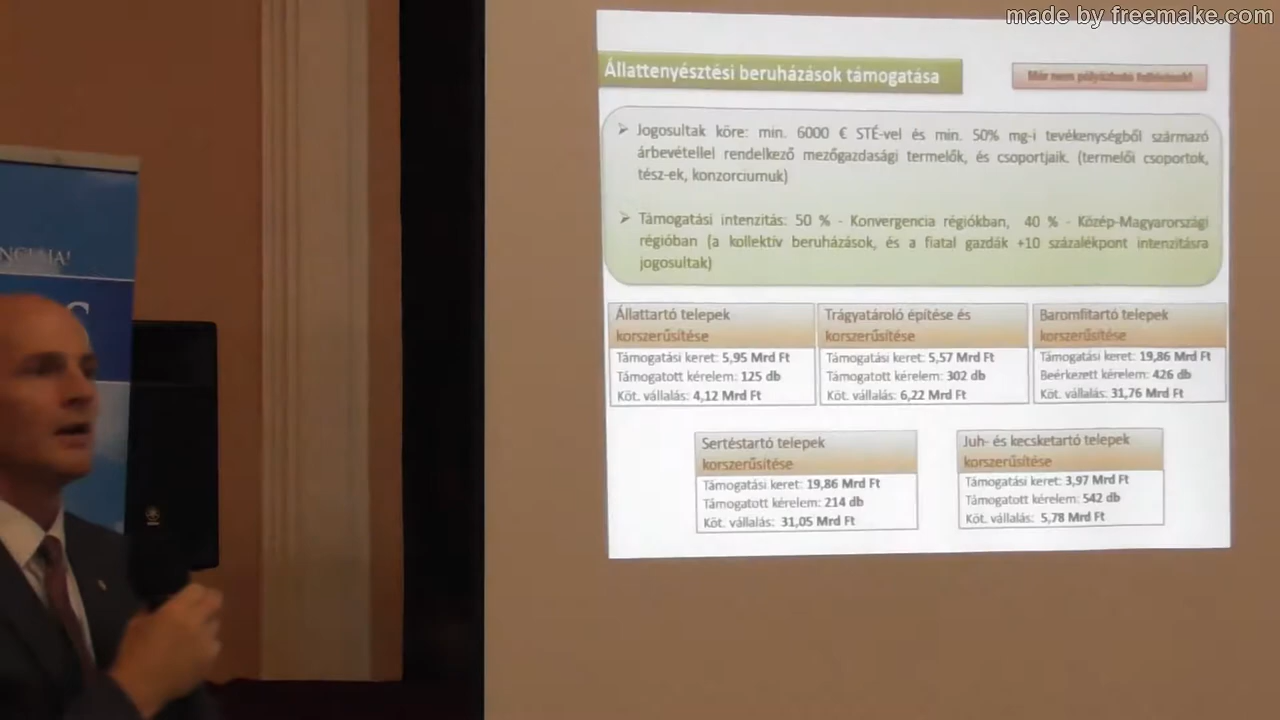 made by freemake.com
Állattenyésztési beruházások támogatása
Már nem pályázható
➢ Jogosultak köre: min. 6000 € STÉ-vel és min. 50% mg-i tevékenységből származó
árbevétellel rendelkező mezőgazdasági termelők, és csoportjaik. (termelői csoportok,
tész-ek, konzorciumuk)
➢ Támogatási intenzitás: 50 % - Konvergencia régiókban, 40 % - Közép-Magyarországi
régióban (a kollektív beruházások, és a fiatal gazdák +10 százalékpont intenzitásra
jogosultak)
Állattartó telepek
korszerűsítése
Támogatási keret: 5,95 Mrd Ft
Támogatott kérelem: 125 db
Köt. vállalás: 4,12 Mrd Ft
Trágyatároló építése és
korszerűsítése
Támogatási keret: 5,57 Mrd Ft
Támogatott kérelem: 302 db
Köt. vállalás: 6,22 Mrd Ft
Baromfitartó telepek
korszerűsítése
Támogatási keret: 19,86 Mrd Ft
Beérkezett kérelem: 426 db
Köt. vállalás: 31,76 Mrd Ft
Sertéstartó telepek
korszerűsítése
Támogatási keret: 19,86 Mrd Ft
Támogatott kérelem: 214 db
Köt. vállalás: 31,05 Mrd Ft
Juh- és kecsketartó telepek
korszerűsítése
Támogatási keret: 3,97 Mrd Ft
Támogatott kérelem: 542 db
Köt. vállalás: 5,78 Mrd Ft